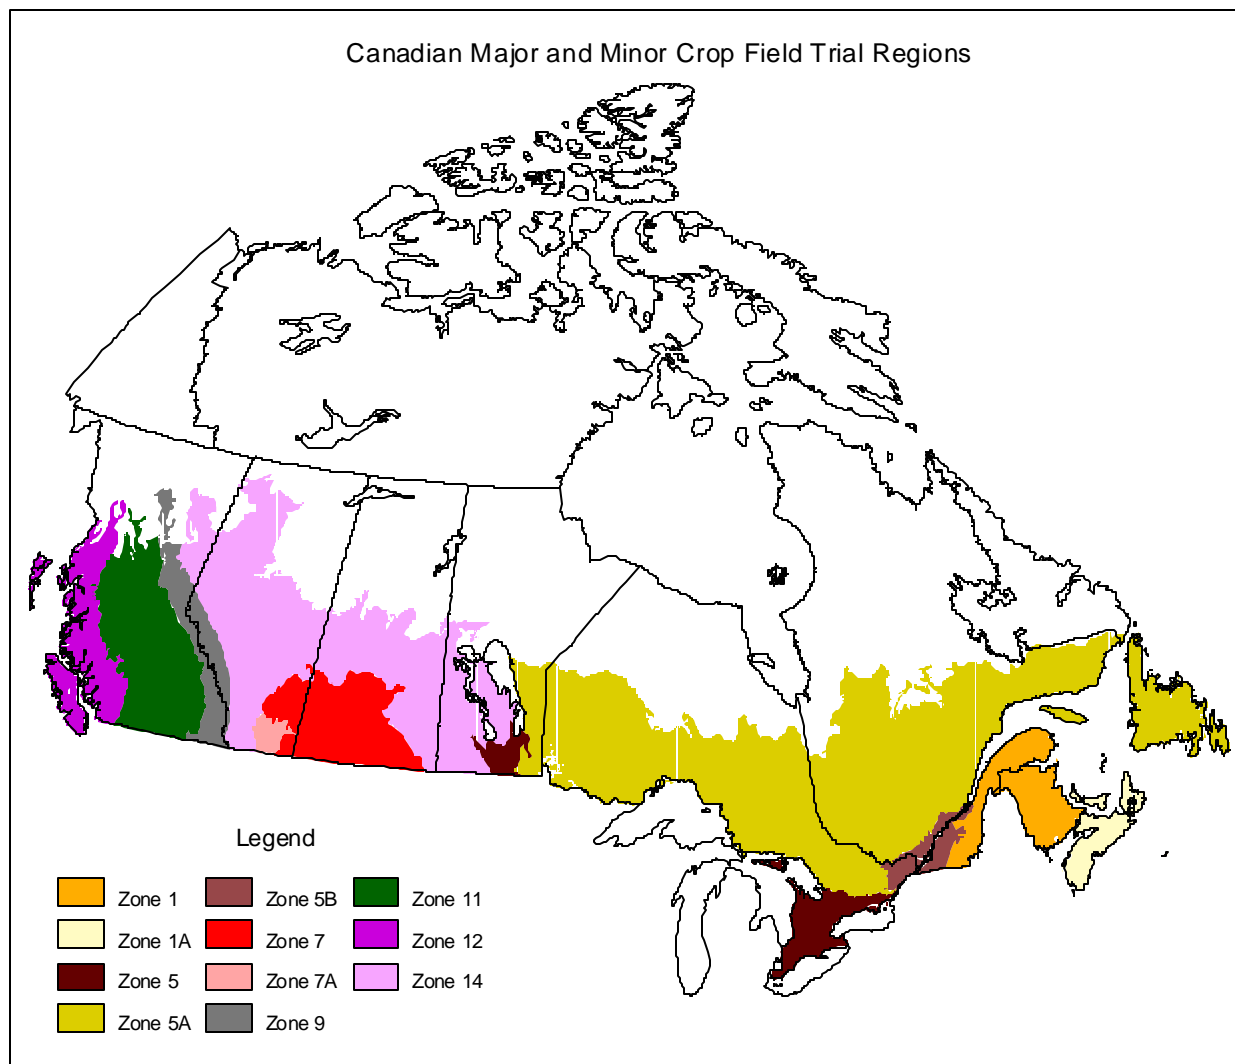 Canadian Major and Minor Crop Field Trial Regions
Legend
Zone 1
Zone 5B
Zone 11
Zone 1A
Zone 7
Zone 12
Zone 5
Zone 7A
Zone 14
Zone 5A
Zone 9